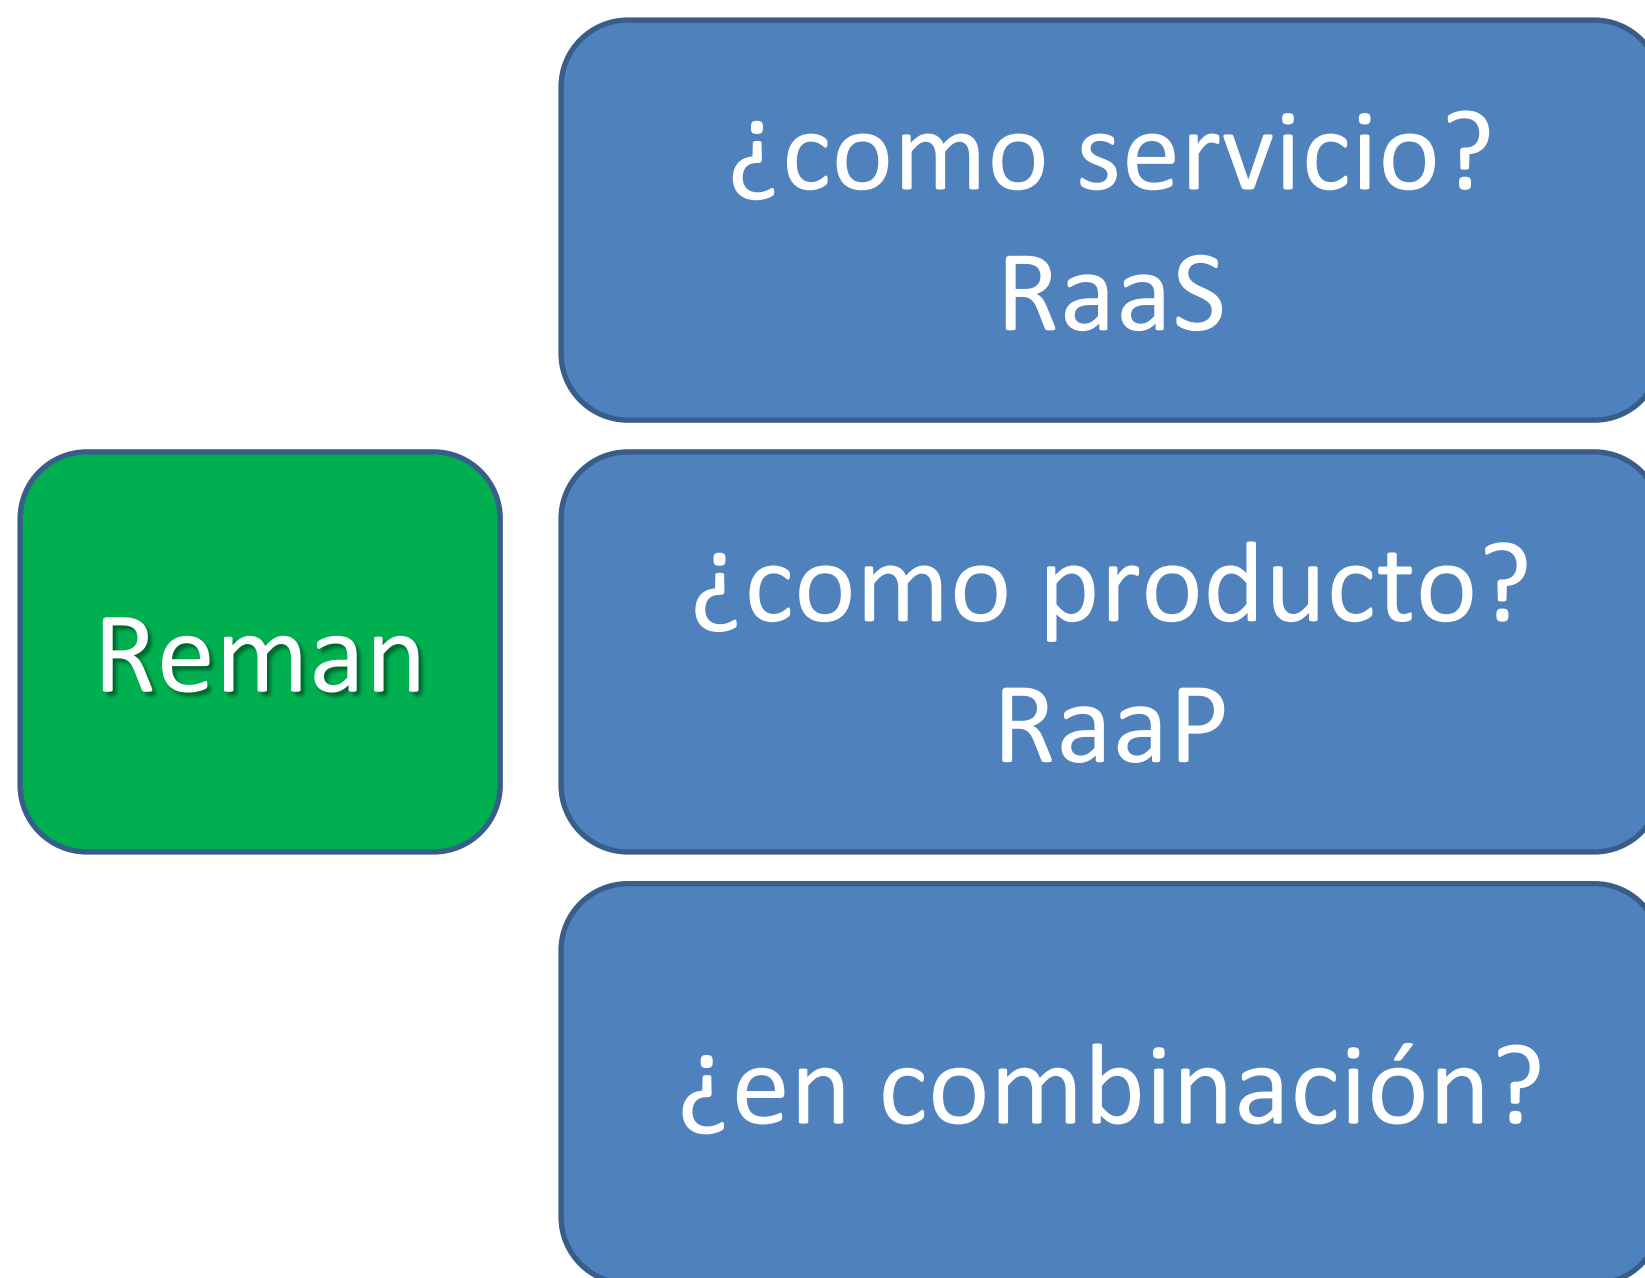 ¿como servicio?
RaaS
Reman
¿como producto?
RaaP
¿en combinación?